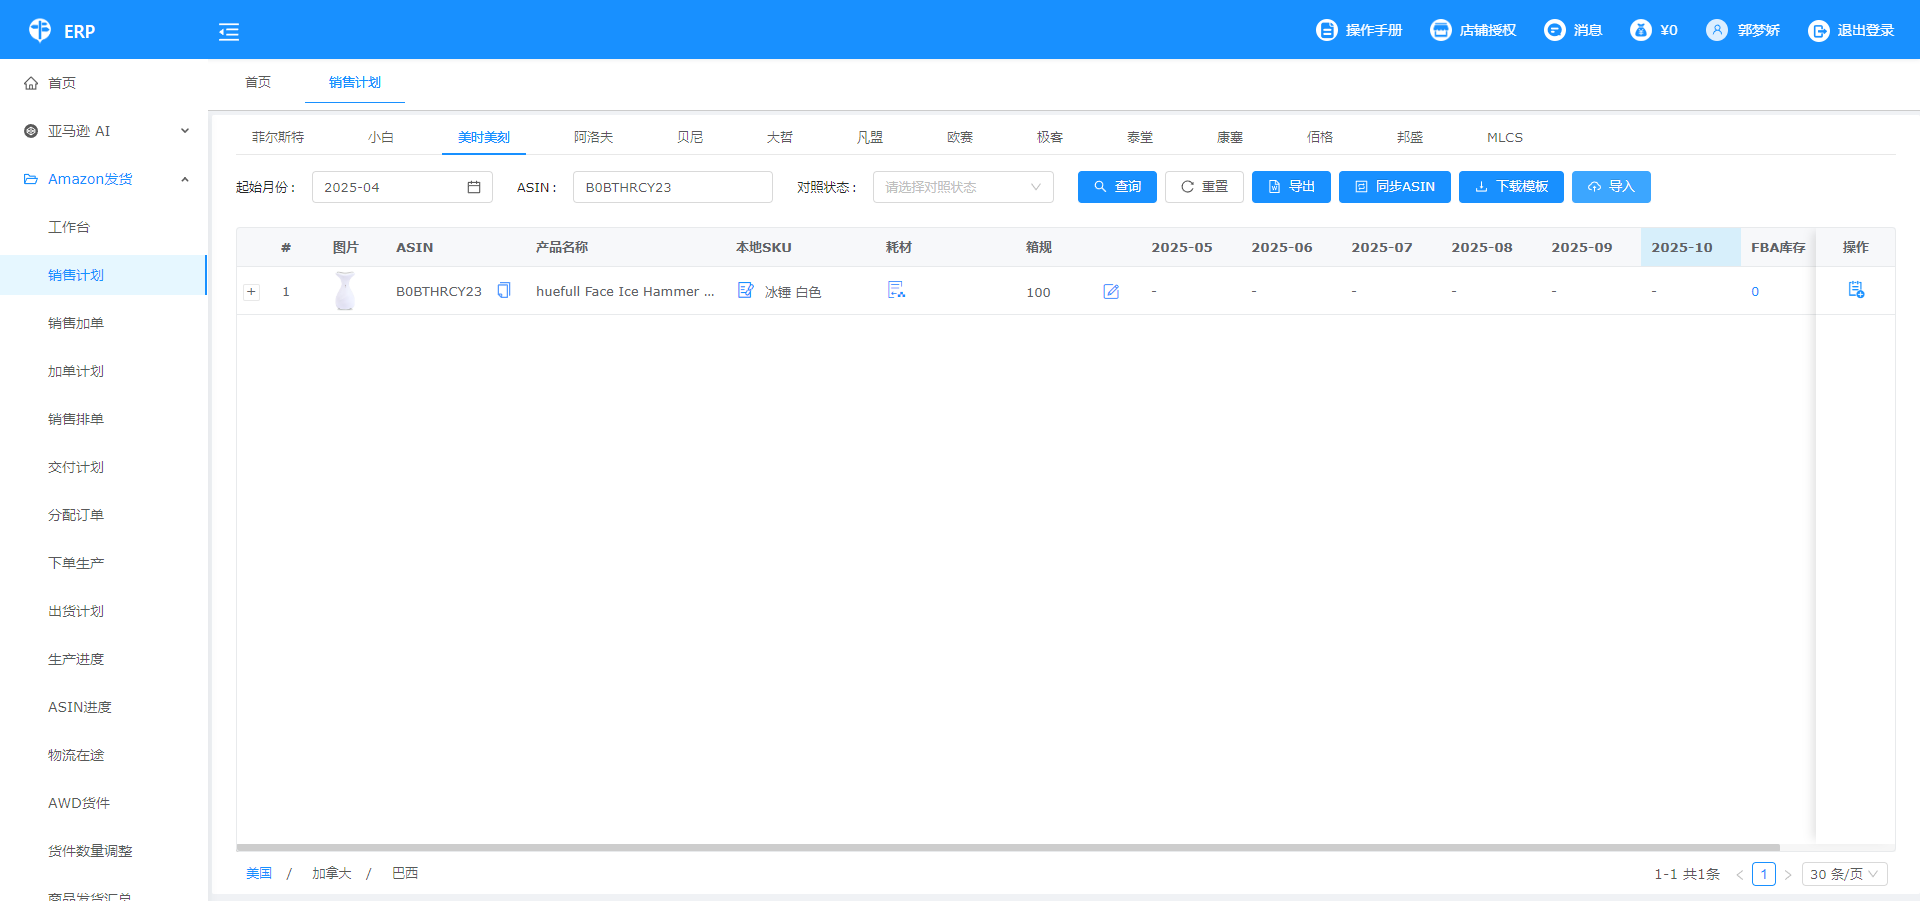 ERP
操作手册
店铺授权
消息
¥0
郭梦娇
退出登录
首页
亚马逊 AI
Amazon发货
工作台
销售计划
销售加单
加单计划
销售排单
交付计划
分配订单
下单生产
出货计划
生产进度
ASIN进度
物流在途
AWD货件
货件数量调整
商品发货汇总
首页 销售计划
菲尔斯特 小白 美时美刻 阿洛夫 贝尼 大哲 凡盟 欧赛 极客 泰堂 康塞 佰格 邦盛 MLCS
起始月份： 2025-04 ASIN： B0BTHRCY23 对照状态： 请选择对照状态 查询 重置 导出 同步ASIN 下载模板 导入
# 图片 ASIN 产品名称 本地SKU 耗材 箱规 2025-05 2025-06 2025-07 2025-08 2025-09 2025-10 FBA库存 操作
+ 1 B0BTHRCY23 huefull Face Ice Hammer ... 冰锤 白色 100 - - - - - - 0
美国 / 加拿大 / 巴西
1-1 共1条 < 1 > 30 条/页